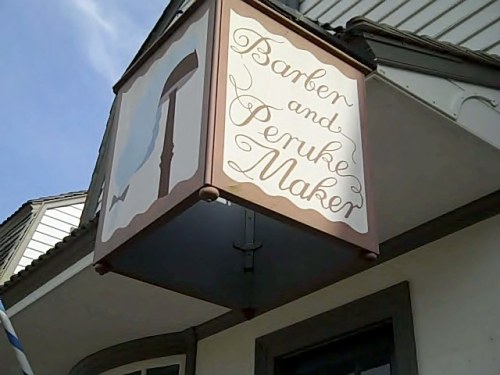 Barber
and
Peruke
Maker